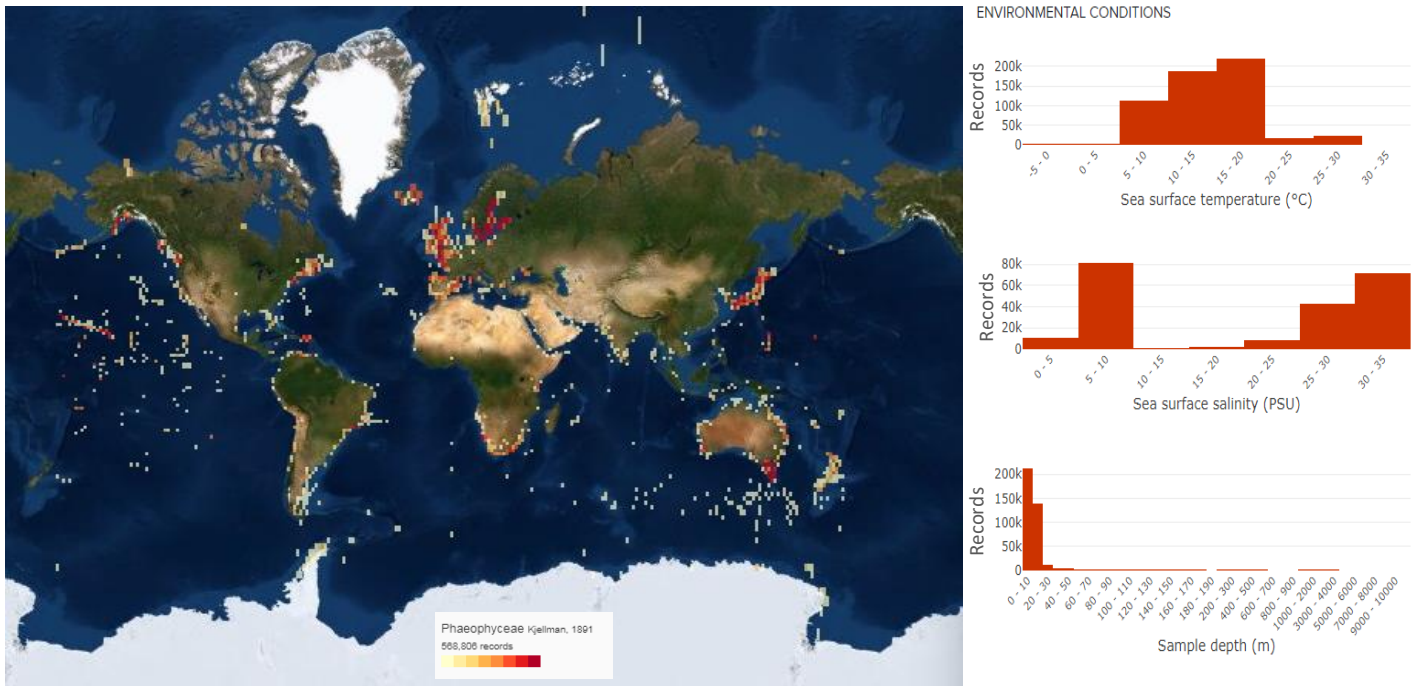 ENVIRONMENTAL CONDITIONS
Records
200k
150k
100k
50k
0
-5 - 0
0 - 5
5 - 10
10 - 15
15 - 20
20 - 25
25 - 30
30 - 35
Sea surface temperature (°C)
Records
80k
60k
40k
20k
0
0 - 5
5 - 10
10 - 15
15 - 20
20 - 25
25 - 30
30 - 35
Sea surface salinity (PSU)
Records
200k
150k
100k
50k
0
0 - 10
20 - 30
40 - 50
60 - 70
80 - 90
100 - 110
120 - 130
140 - 150
160 - 170
180 - 190
200 - 300
400 - 500
600 - 700
800 - 900
1000 - 2000
3000 - 4000
5000 - 6000
7000 - 8000
9000 - 10000
Sample depth (m)
Phaeophyceae Kjellman, 1891
568,806 records